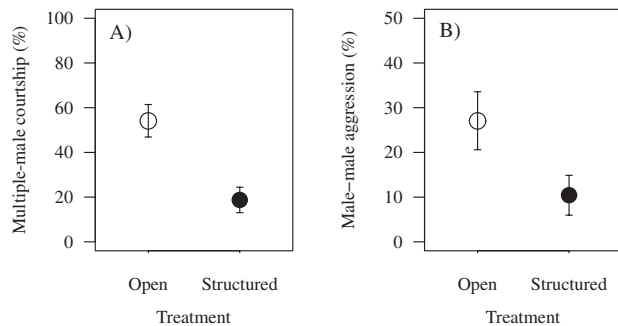 A)
Multiple-male courtship (%)
100
80
60
40
20
0
Open Structured
Treatment
B)
Male−male aggression (%)
50
40
30
20
10
0
Open Structured
Treatment